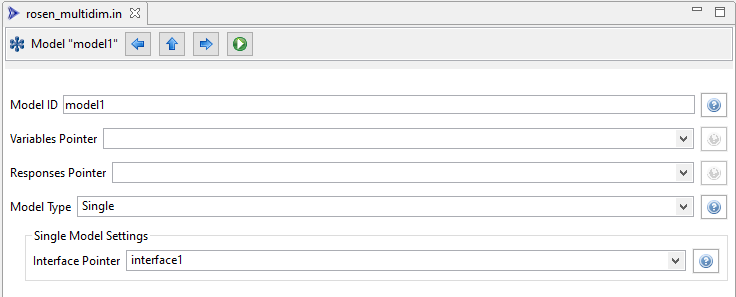 rosen_multidim.in
Model "model1"
Model ID model1
Variables Pointer
Responses Pointer
Model Type Single
Single Model Settings
Interface Pointer interface1